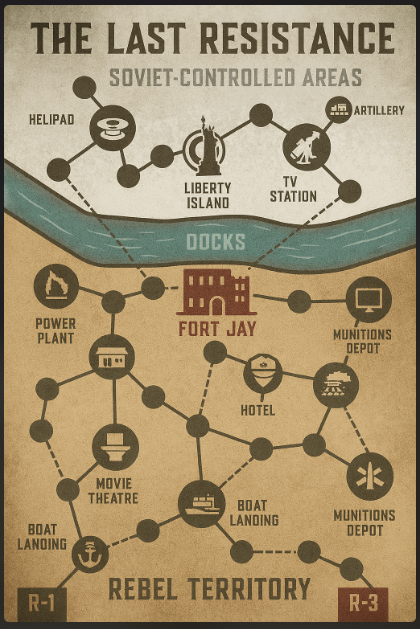 THE LAST RESISTANCE
SOVIET-CONTROLLED AREAS
HELIPAD
ARTILLERY
LIBERTY
ISLAND
TV
STATION
DOCKS
FORT JAY
POWER
PLANT
MUNITIONS
DEPOT
HOTEL
MOVIE
THEATRE
BOAT
LANDING
MUNITIONS
DEPOT
BOAT
LANDING
REBEL TERRITORY
R-1
R-3